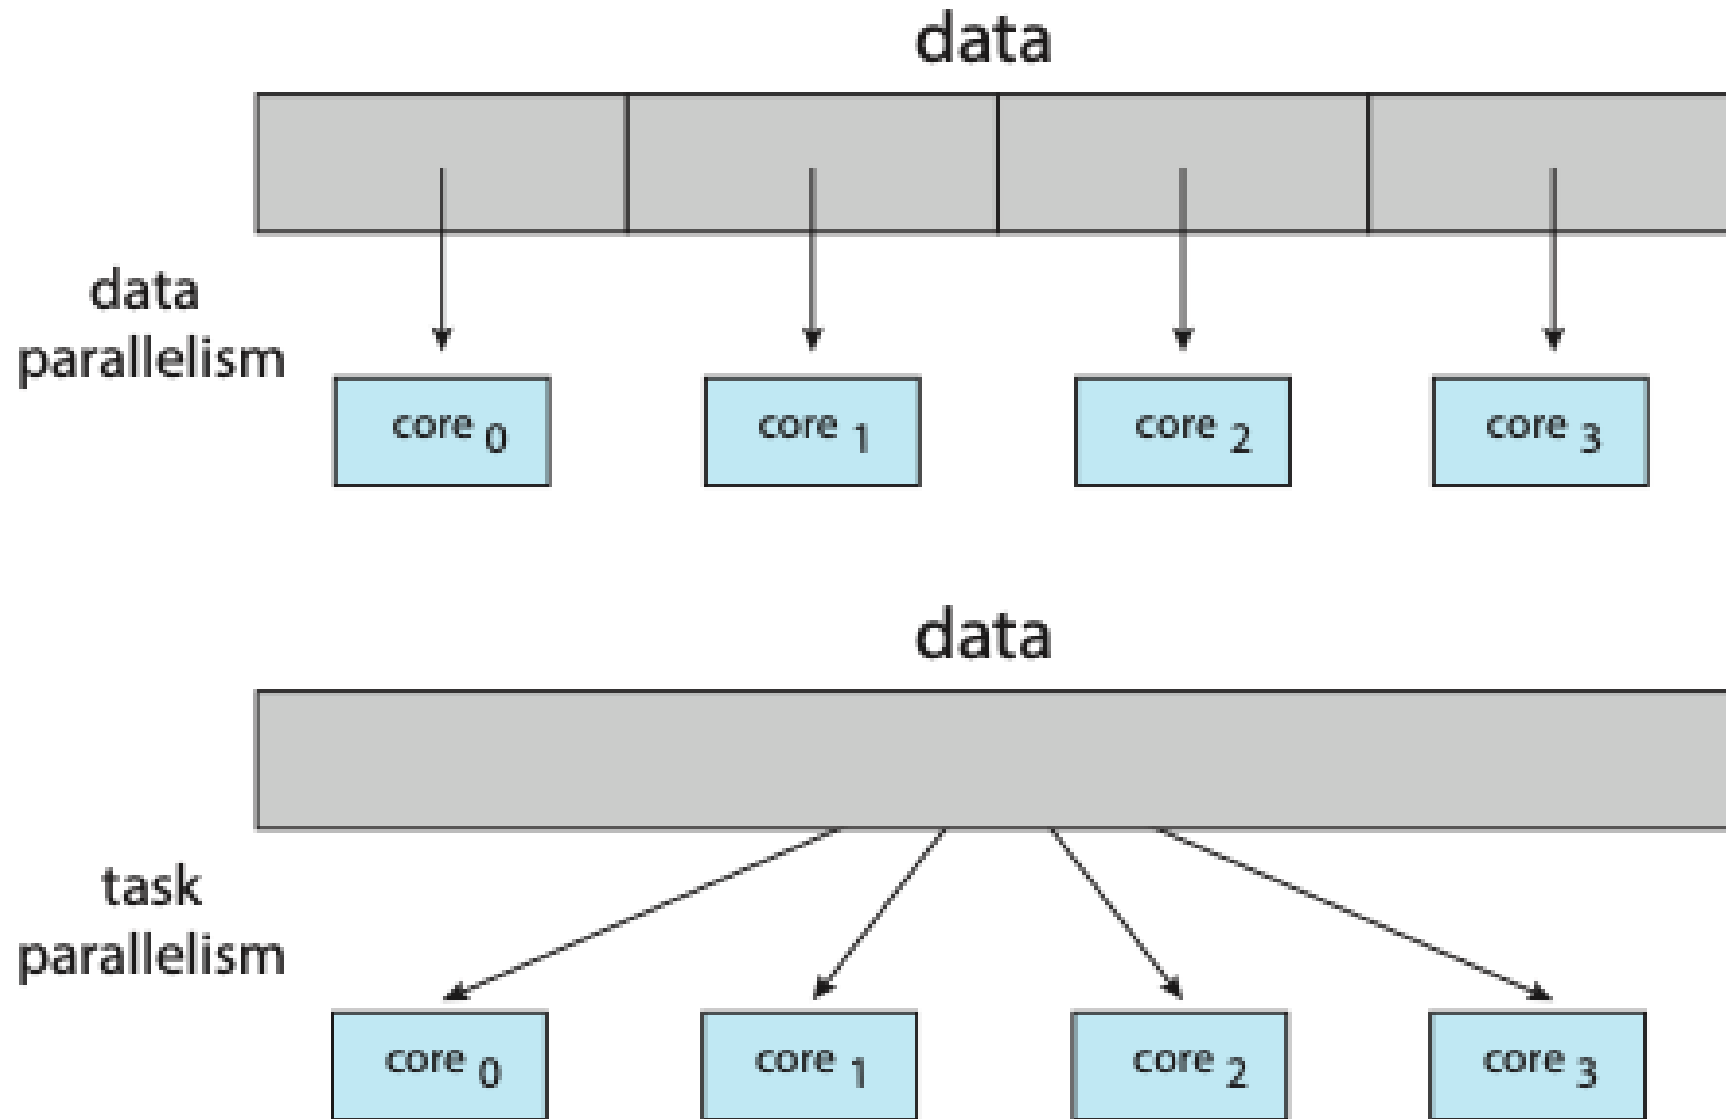 data
data
parallelism
core 0
core 1
core 2
core 3
data
task
parallelism
core 0
core 1
core 2
core 3